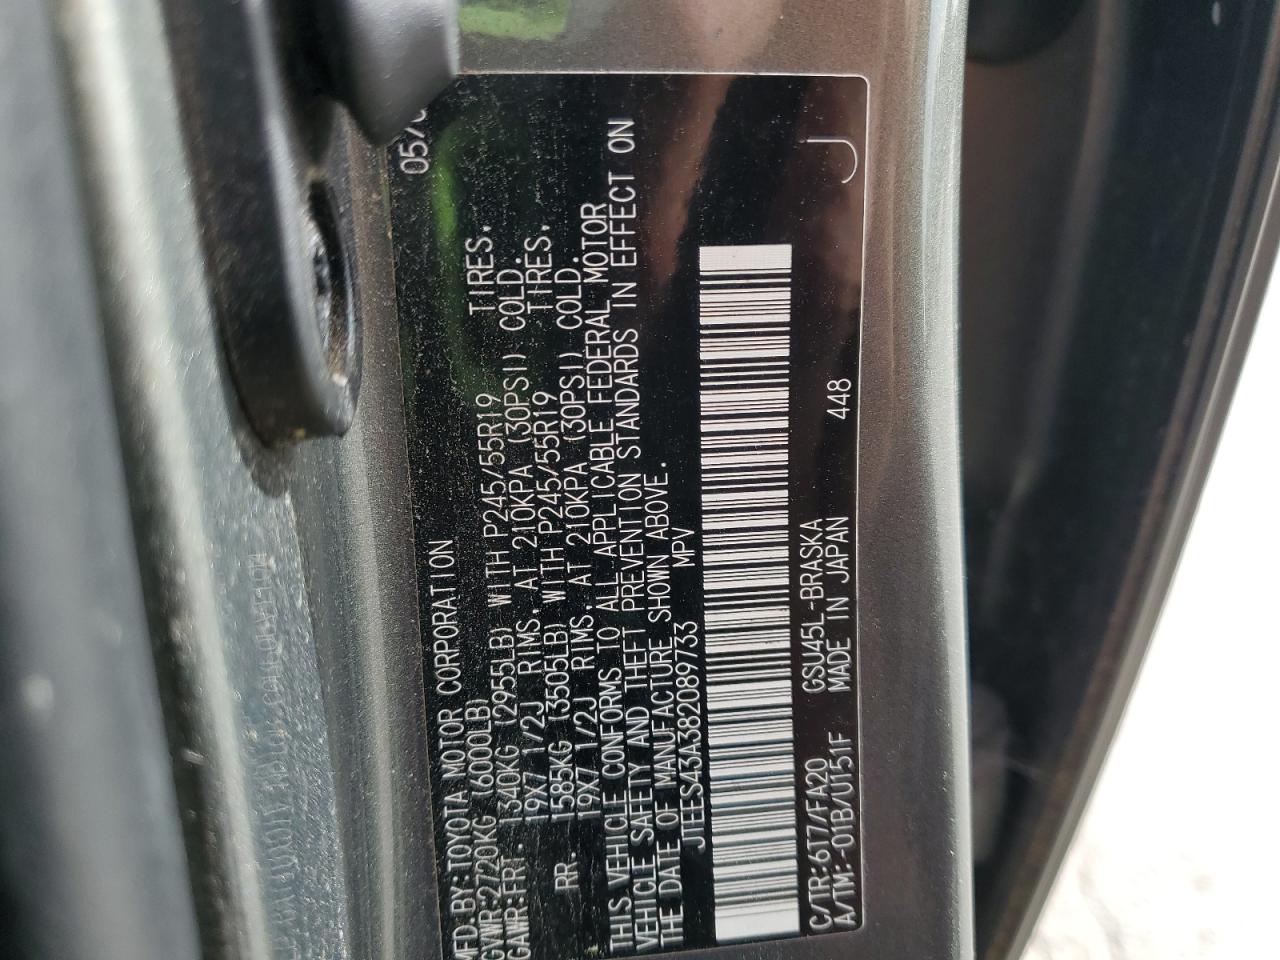 MFD.BY:TOYOTA MOTOR CORPORATION 05/0
GVWR:2720KG (6000LB)
GAWR:FRT. 1340KG (2955LB) WITH P245/55R19 TIRES.
19X7 1/2J RIMS. AT 210KPA (30PSI) COLD.
RR. 1585KG (3505LB) WITH P245/55R19 TIRES.
19X7 1/2J RIMS. AT 210KPA (30PSI) COLD.
THIS VEHICLE CONFORMS TO ALL APPLICABLE FEDERAL MOTOR
VEHICLE SAFETY AND THEFT PREVENTION STANDARDS IN EFFECT ON
THE DATE OF MANUFACTURE SHOWN ABOVE.
JTEES43A382089733 MPV
C/TR:6T7/FA20 GSU45L-BRASKA J
A/TM:-01B/U151F MADE IN JAPAN 448